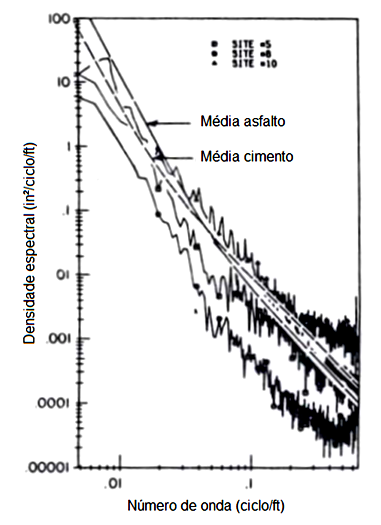 100
SITE #5
SITE #8
SITE #10
10
Média asfalto
1
Média cimento
.1
.01
.001
.0001
.00001
.01
.1
Densidade espectral (in²/ciclo/ft)
Número de onda (ciclo/ft)